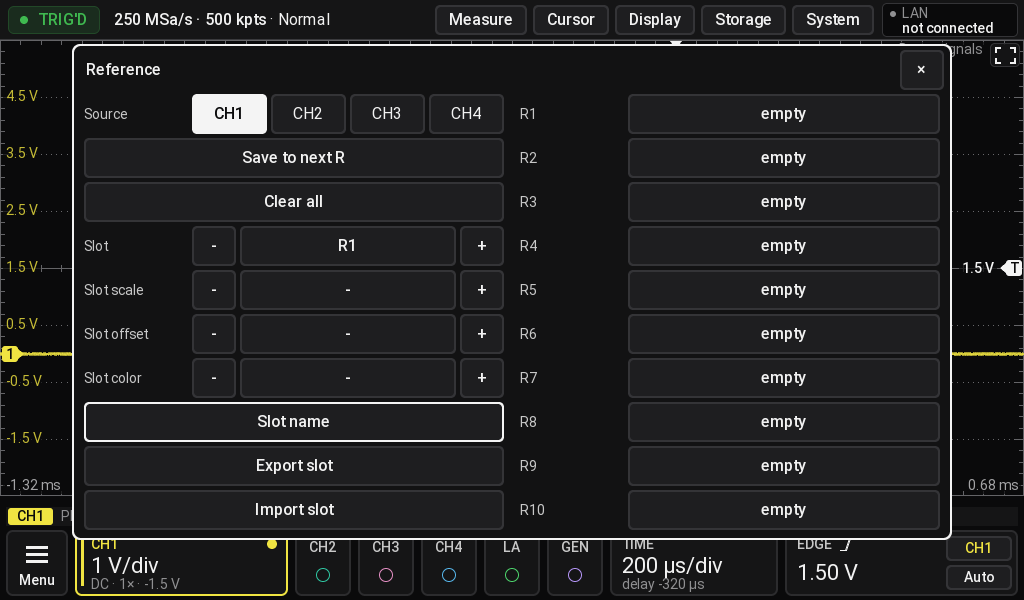 TRIG'D
250 MSa/s · 500 kpts · Normal
Measure
Cursor
Display
Storage
System
LAN
not connected
Reference
×
Source
CH1
CH2
CH3
CH4
R1
empty
Save to next R
R2
empty
Clear all
R3
empty
Slot
-
R1
+
R4
empty
Slot scale
-
-
+
R5
empty
Slot offset
-
-
+
R6
empty
Slot color
-
-
+
R7
empty
Slot name
R8
empty
Export slot
R9
empty
Import slot
R10
empty
4.5 V
3.5 V
2.5 V
1.5 V
0.5 V
1
-0.5 V
-1.5 V
-1.32 ms
1.5 V
T
0.68 ms
CH1
CH1
1 V/div
DC · 1× · -1.5 V
CH2
CH3
CH4
LA
GEN
TIME
200 µs/div
delay -320 µs
EDGE
1.50 V
CH1
Auto
Menu